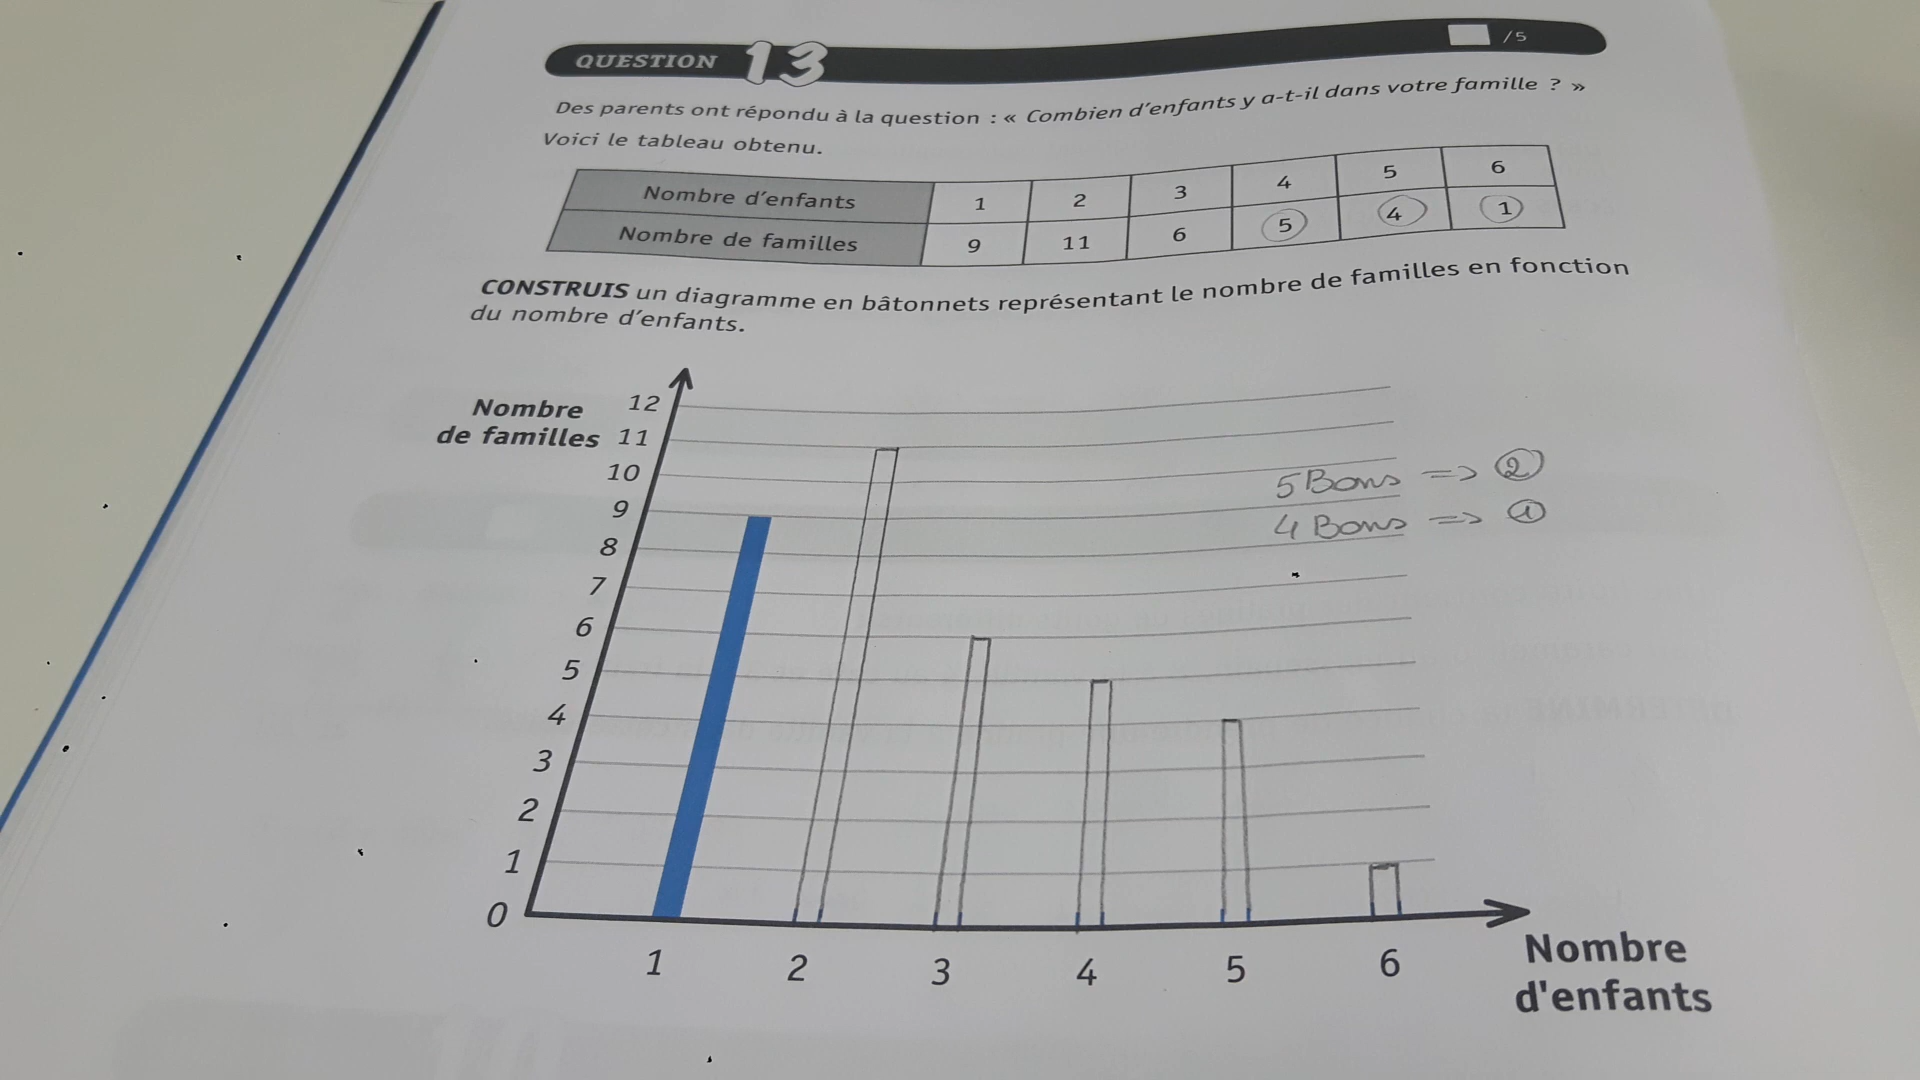 QUESTION 13
/5
Des parents ont répondu à la question : « Combien d'enfants y a-t-il dans votre famille ? »
Voici le tableau obtenu.
Nombre d'enfants 1 2 3 4 5 6
Nombre de familles 9 11 6 5 4 1
CONSTRUIS un diagramme en bâtonnets représentant le nombre de familles en fonction
du nombre d'enfants.
Nombre
de familles
12
11
10
9
8
7
6
5
4
3
2
1
0
5 Bons => 2
4 Bons => 1
1 2 3 4 5 6
Nombre
d'enfants